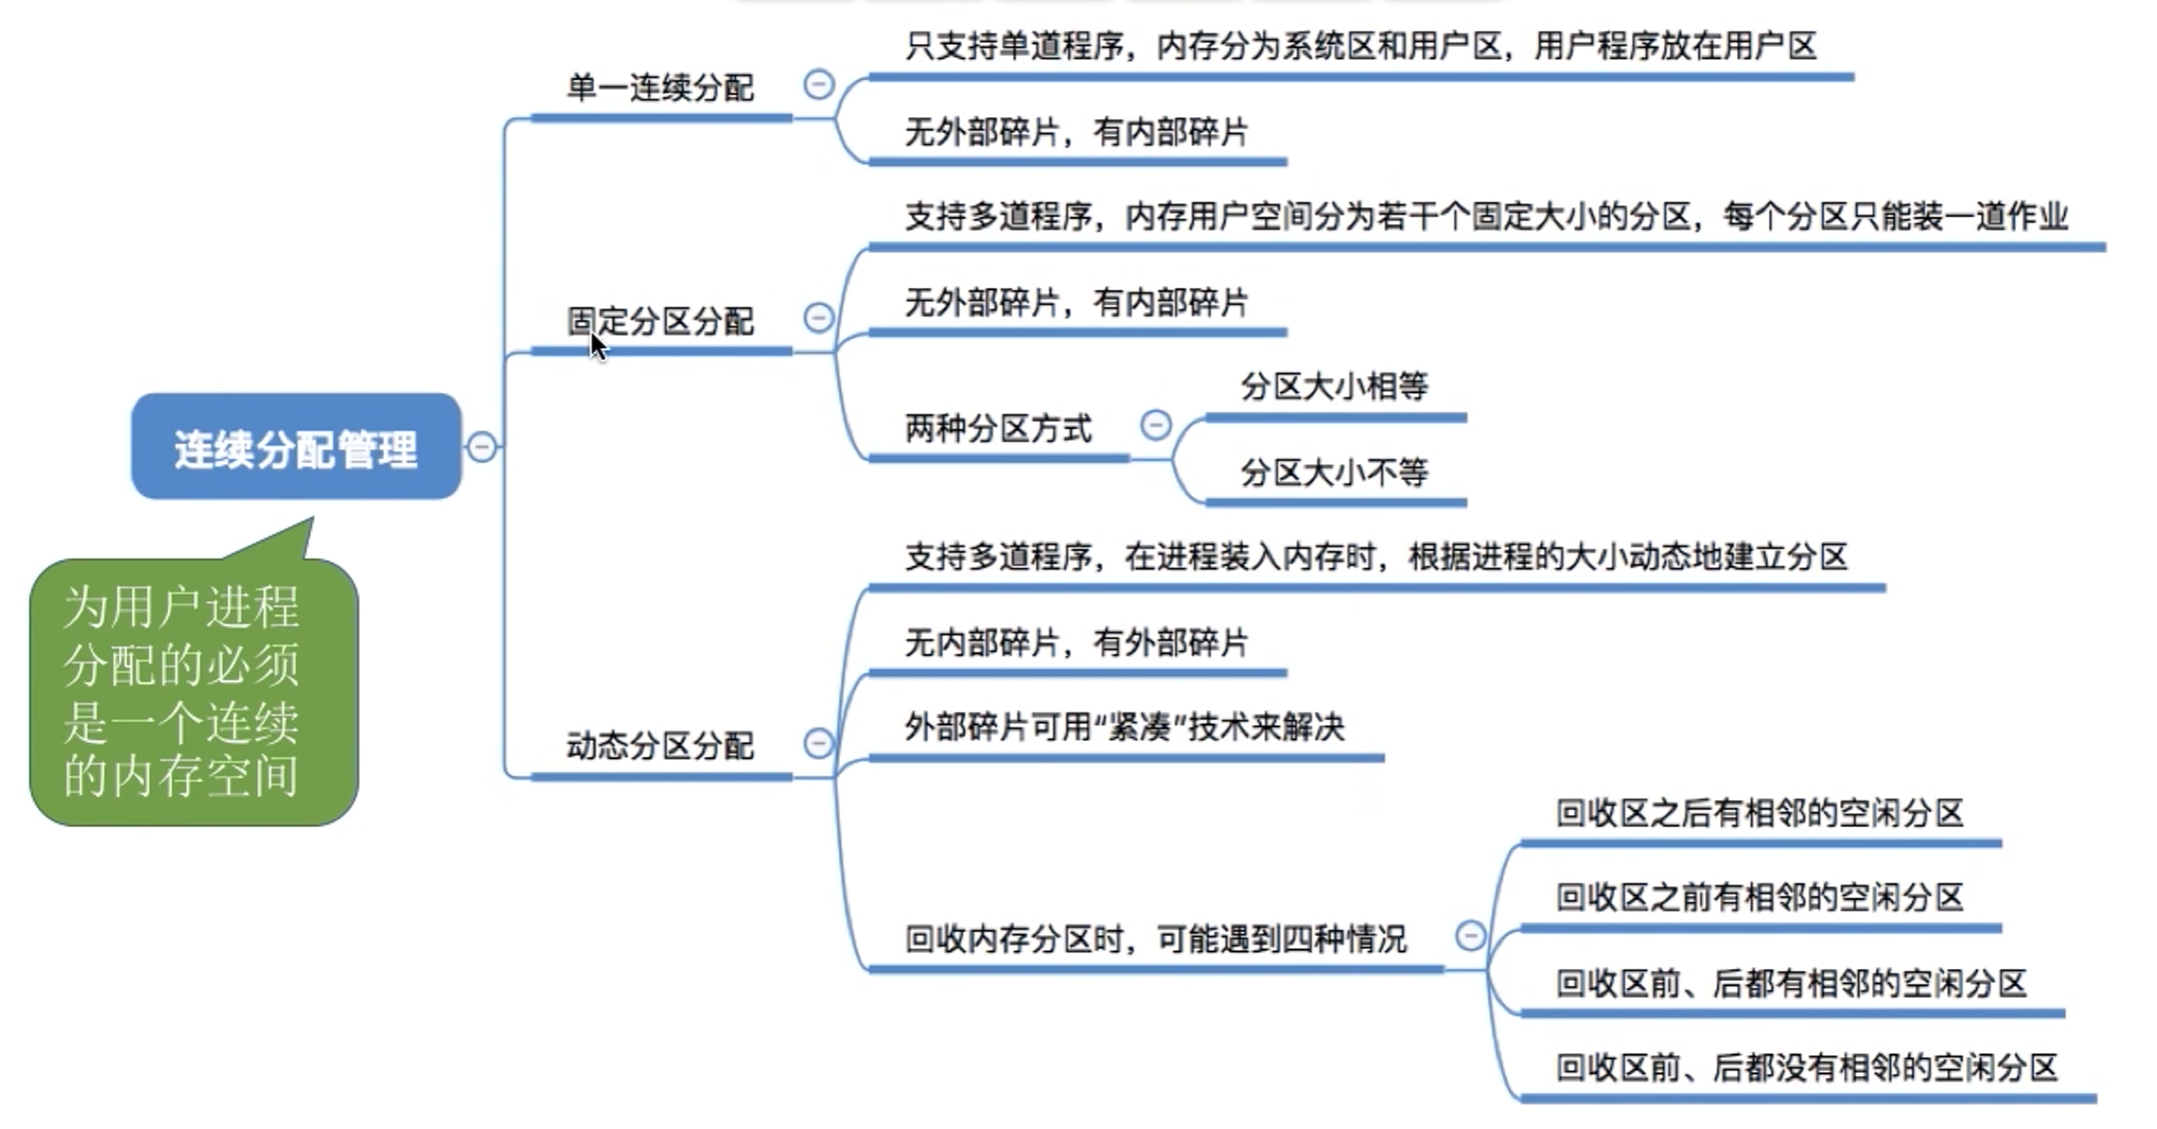 只支持单道程序，内存分为系统区和用户区，用户程序放在用户区
单一连续分配
无外部碎片，有内部碎片
支持多道程序，内存用户空间分为若干个固定大小的分区，每个分区只能装一道作业
无外部碎片，有内部碎片
固定分区分配
分区大小相等
两种分区方式
分区大小不等
连续分配管理
为用户进程
分配的必须
是一个连续
的内存空间
支持多道程序，在进程装入内存时，根据进程的大小动态地建立分区
无内部碎片，有外部碎片
外部碎片可用“紧凑”技术来解决
动态分区分配
回收区之后有相邻的空闲分区
回收区之前有相邻的空闲分区
回收内存分区时，可能遇到四种情况
回收区前、后都有相邻的空闲分区
回收区前、后都没有相邻的空闲分区